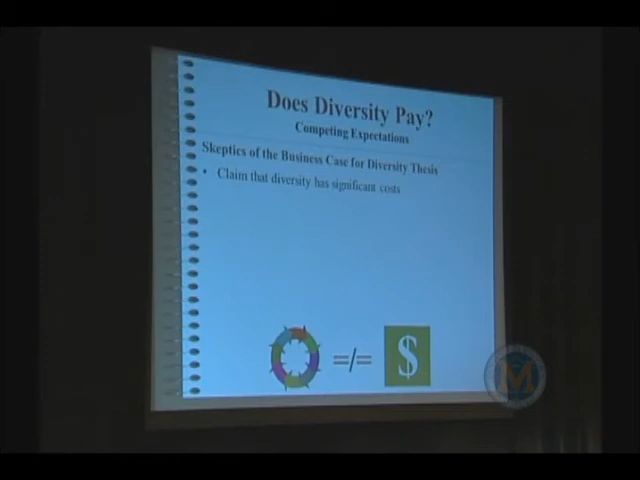 Does Diversity Pay?
Competing Expectations
Skeptics of the Business Case for Diversity Thesis
• Claim that diversity has significant costs
=/= $
M